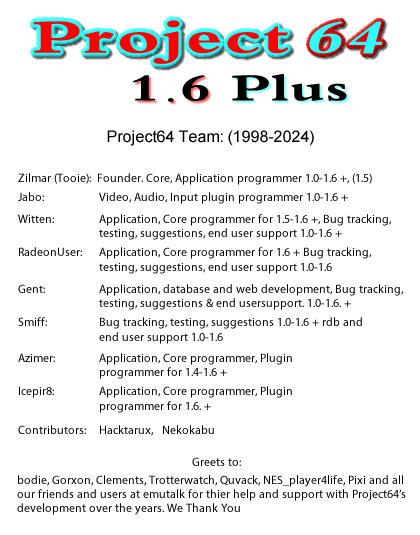 Project 64
1.6 Plus
Project64 Team: (1998-2024)
Zilmar (Tooie): Founder. Core, Application programmer 1.0-1.6 +, (1.5)
Jabo: Video, Audio, Input plugin programmer 1.0-1.6 +
Witten: Application, Core programmer for 1.5-1.6 +, Bug tracking,
testing, suggestions, end user support 1.0-1.6 +
RadeonUser: Application, Core programmer for 1.6 + Bug tracking,
testing, suggestions, end user support 1.0-1.6
Gent: Application, database and web development, Bug tracking,
testing, suggestions & end usersupport. 1.0-1.6. +
Smiff: Bug tracking, testing, suggestions 1.0-1.6 + rdb and
end user support 1.0-1.6
Azimer: Application, Core programmer, Plugin
programmer for 1.4-1.6 +
Icepir8: Application, Core programmer, Plugin
programmer for 1.6. +
Contributors: Hacktarux, Nekokabu
Greets to:
bodie, Gorxon, Clements, Trotterwatch, Quvack, NES_player4life, Pixi and all
our friends and users at emutalk for thier help and support with Project64's
development over the years. We Thank You